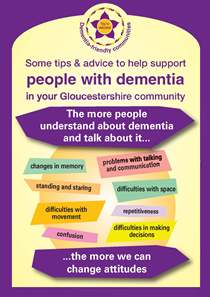 Dementia-friendly communities
Some tips & advice to help support
people with dementia
in your Gloucestershire community
The more people
understand about dementia
and talk about it...
changes in memory
problems with talking
and communication
standing and staring
difficulties with space
difficulties with
movement
repetitiveness
confusion
difficulties in making
decisions
...the more we can
change attitudes